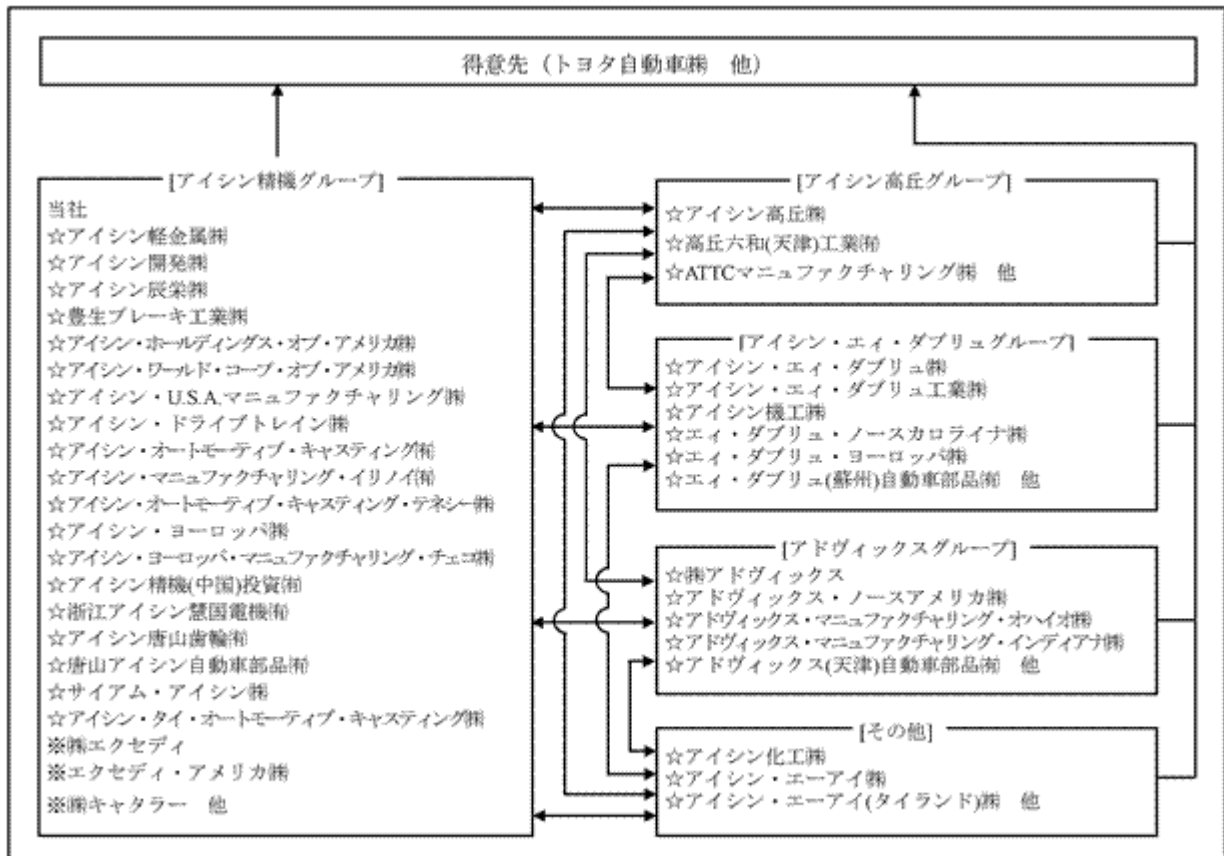 得意先（トヨタ自動車㈱　他）
[アイシン精機グループ]
当社
☆アイシン軽金属㈱
☆アイシン開発㈱
☆アイシン辰栄㈱
☆豊生ブレーキ工業㈱
☆アイシン・ホールディングス・オブ・アメリカ㈱
☆アイシン・ワールド・コープ・オブ・アメリカ㈱
☆アイシン・U.S.A.マニュファクチャリング㈱
☆アイシン・ドライブトレイン㈱
☆アイシン・オートモーティブ・キャスティング㈲
☆アイシン・マニュファクチャリング・イリノイ㈲
☆アイシン・オートモーティブ・キャスティング・テネシー㈱
☆アイシン・ヨーロッパ㈱
☆アイシン・ヨーロッパ・マニュファクチャリング・チェコ㈱
☆アイシン精機(中国)投資㈲
☆浙江アイシン慧国電機㈲
☆アイシン唐山歯輪㈲
☆唐山アイシン自動車部品㈲
☆サイアム・アイシン㈱
☆アイシン・タイ・オートモーティブ・キャスティング㈱
※㈱エクセディ
※エクセディ・アメリカ㈱
※㈱キャタラー　他
[アイシン高丘グループ]
☆アイシン高丘㈱
☆高丘六和(天津)工業㈲
☆ATTCマニュファクチャリング㈱　他
[アイシン・エィ・ダブリュグループ]
☆アイシン・エィ・ダブリュ㈱
☆アイシン・エィ・ダブリュ工業㈱
☆アイシン機工㈱
☆エィ・ダブリュ・ノースカロライナ㈱
☆エィ・ダブリュ・ヨーロッパ㈱
☆エィ・ダブリュ(蘇州)自動車部品㈲　他
[アドヴィックスグループ]
☆㈱アドヴィックス
☆アドヴィックス・ノースアメリカ㈱
☆アドヴィックス・マニュファクチャリング・オハイオ㈱
☆アドヴィックス・マニュファクチャリング・インディアナ㈱
☆アドヴィックス(天津)自動車部品㈲　他
[その他]
☆アイシン化工㈱
☆アイシン・エーアイ㈱
☆アイシン・エーアイ(タイランド)㈱　他